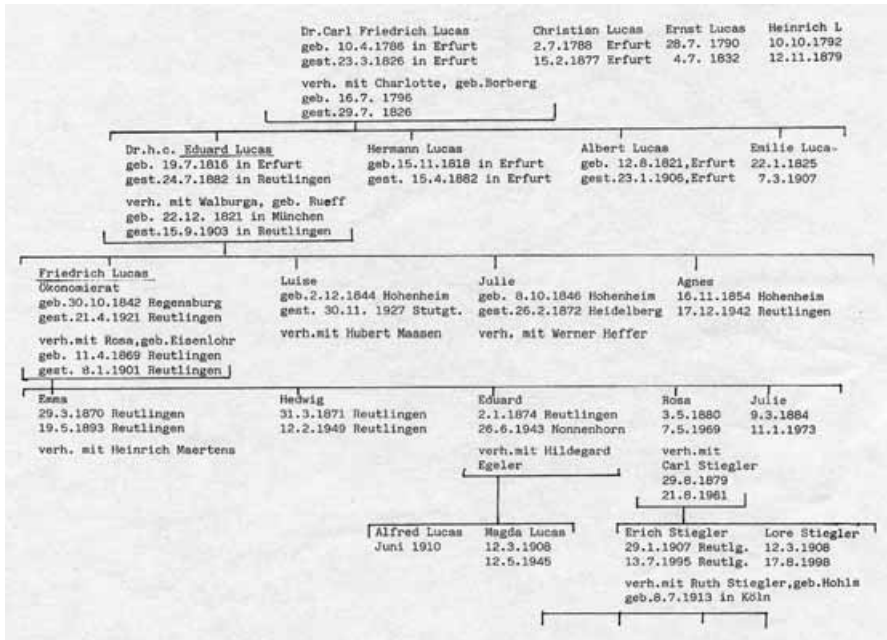 Dr.Carl Friedrich Lucas
geb. 10.4.1786 in Erfurt
gest.23.3.1826 in Erfurt
verh. mit Charlotte, geb.Borberg
geb. 16.7. 1796
gest.29.7. 1826
Christian Lucas
2.7.1788 Erfurt
15.2.1877 Erfurt
Ernst Lucas
28.7. 1790
4.7. 1832
Heinrich L
10.10.1792
12.11.1879
Dr.h.c. Eduard Lucas
geb. 19.7.1816 in Erfurt
gest.24.7.1882 in Reutlingen
verh. mit Walburga, geb. Rueff
geb. 22.12. 1821 in München
gest.15.9.1903 in Reutlingen
Hermann Lucas
geb.15.11.1818 in Erfurt
gest. 15.4.1882 in Erfurt
Albert Lucas
geb. 12.8.1821,Erfurt
gest.23.1.1906,Erfurt
Emilie Luca
22.1.1825
7.3.1907
Friedrich Lucas
Ökonomierat
geb.30.10.1842 Regensburg
gest.21.4.1921 Reutlingen
verh.mit Rosa,geb.Eisenlohr
geb. 11.4.1869 Reutlingen
gest. 8.1.1901 Reutlingen
Luise
geb.2.12.1844 Hohenheim
gest. 30.11. 1927 Stutgt.
verh.mit Hubert Maasen
Julie
geb. 8.10.1846 Hohenheim
gest.26.2.1872 Heidelberg
verh. mit Werner Heffer
Agnes
16.11.1854 Hohenheim
17.12.1942 Reutlingen
Emma
29.3.1870 Reutlingen
19.5.1893 Reutlingen
verh. mit Heinrich Maertens
Hedwig
31.3.1871 Reutlingen
12.2.1949 Reutlingen
Eduard
2.1.1874 Reutlingen
26.6.1943 Nonnenhorn
verh.mit Hildegard
Egeler
Rosa
3.5.1880
7.5.1969
verh.mit
Carl Stiegler
29.8.1879
21.8.1961
Julie
9.3.1884
11.1.1973
Alfred Lucas
Juni 1910
Magda Lucas
12.3.1908
12.5.1945
Erich Stiegler
29.1.1907 Reutlg.
13.7.1995 Reutlg.
verh.mit Ruth Stiegler,geb.Hohls
geb.8.7.1913 in Köln
Lore Stiegler
12.3.1908
17.8.1998